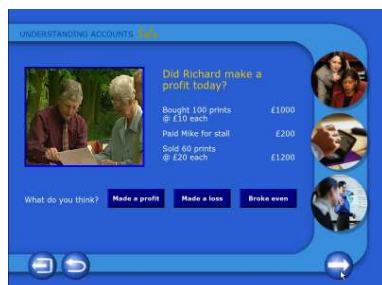 UNDERSTANDING ACCOUNTS
Did Richard make a
profit today?
Bought 100 prints £1000
@ £10 each
Paid Mike for stall £200
Sold 60 prints £1200
@ £20 each
What do you think? Made a profit Made a loss Broke even